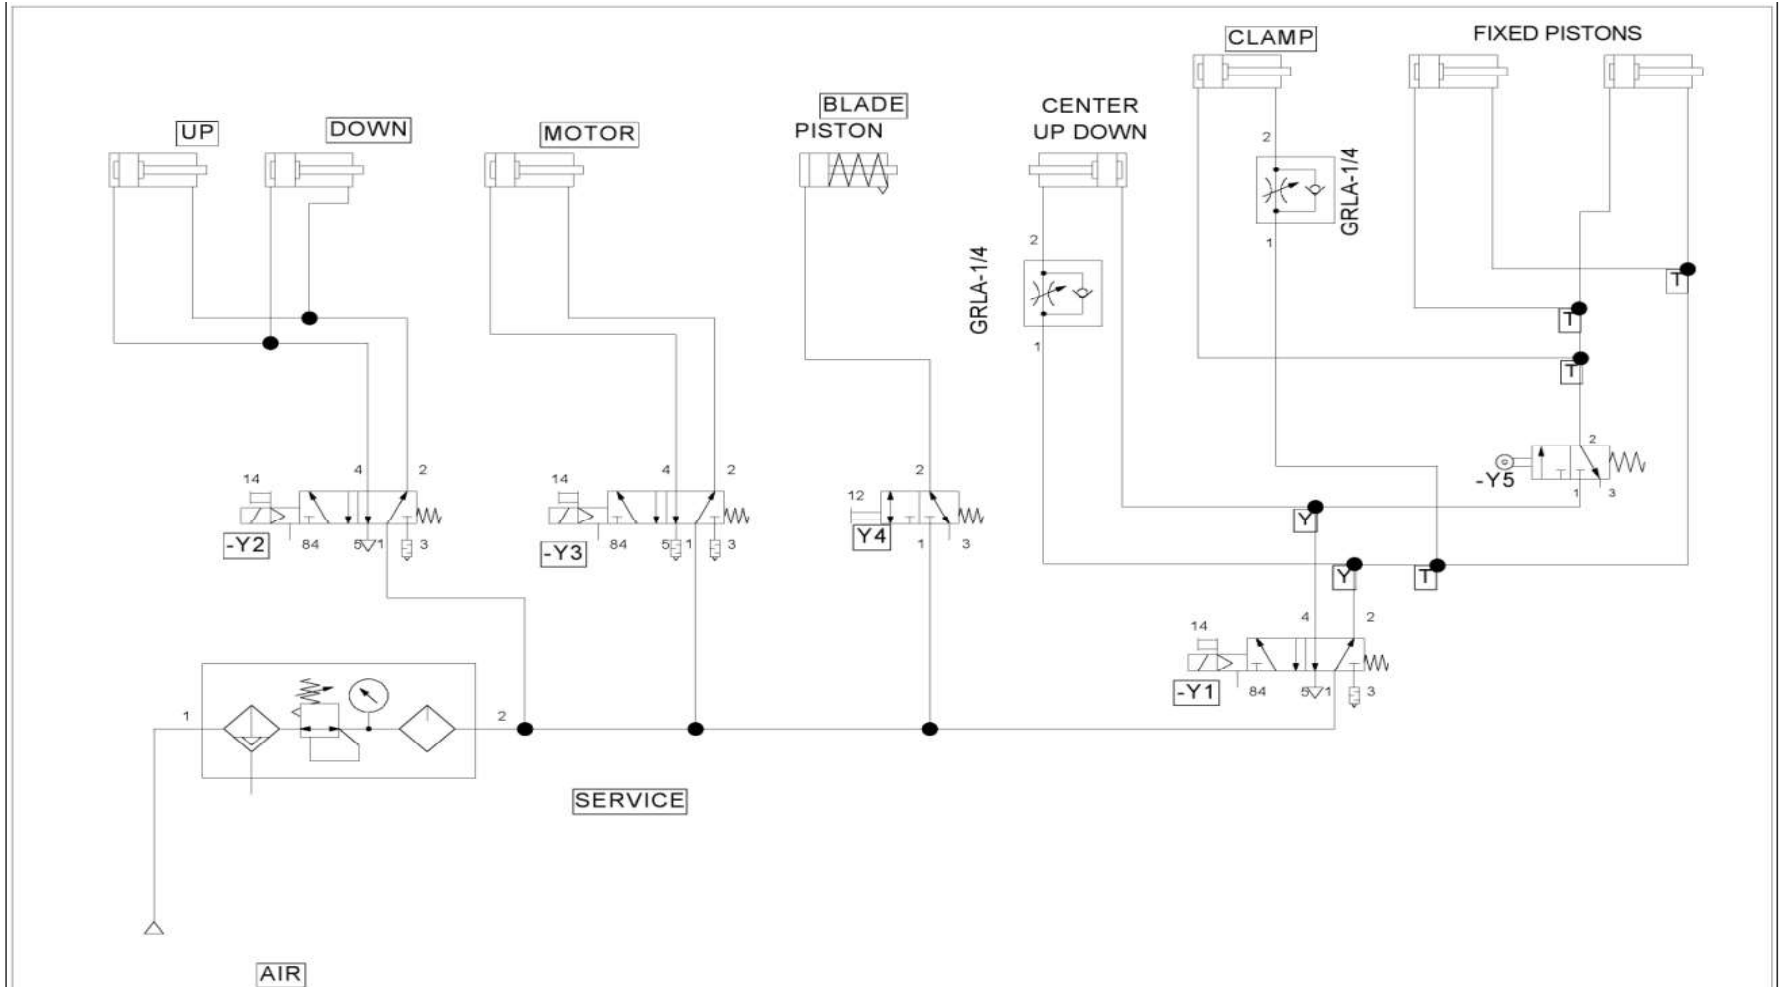 CLAMP
FIXED PISTONS
BLADE
PISTON
CENTER
UP DOWN
UP
DOWN
MOTOR
2
GRLA-1/4
1
2
GRLA-1/4
1
T
T
T
2
-Y5
1
3
14
4
2
-Y2
84
5
1
3
14
4
2
-Y3
84
5
1
3
12
2
Y4
1
3
Y
Y
T
14
4
2
-Y1
84
5
1
3
1
2
SERVICE
AIR